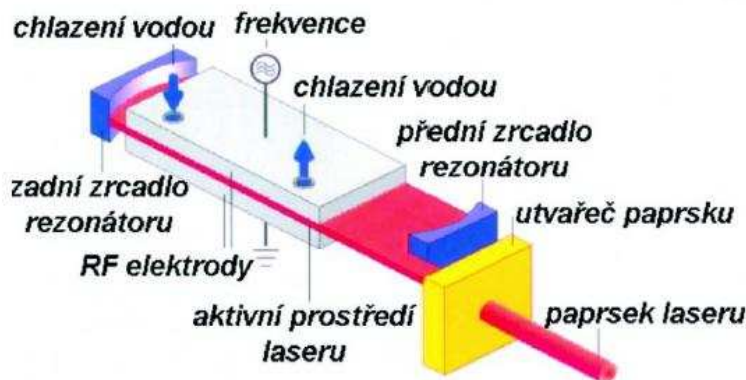 chlazení vodou
frekvence
chlazení vodou
přední zrcadlo
rezonátoru
zadní zrcadlo
rezonátoru
utvařeč paprsku
RF elektrody
aktivní prostředí
laseru
paprsek laseru